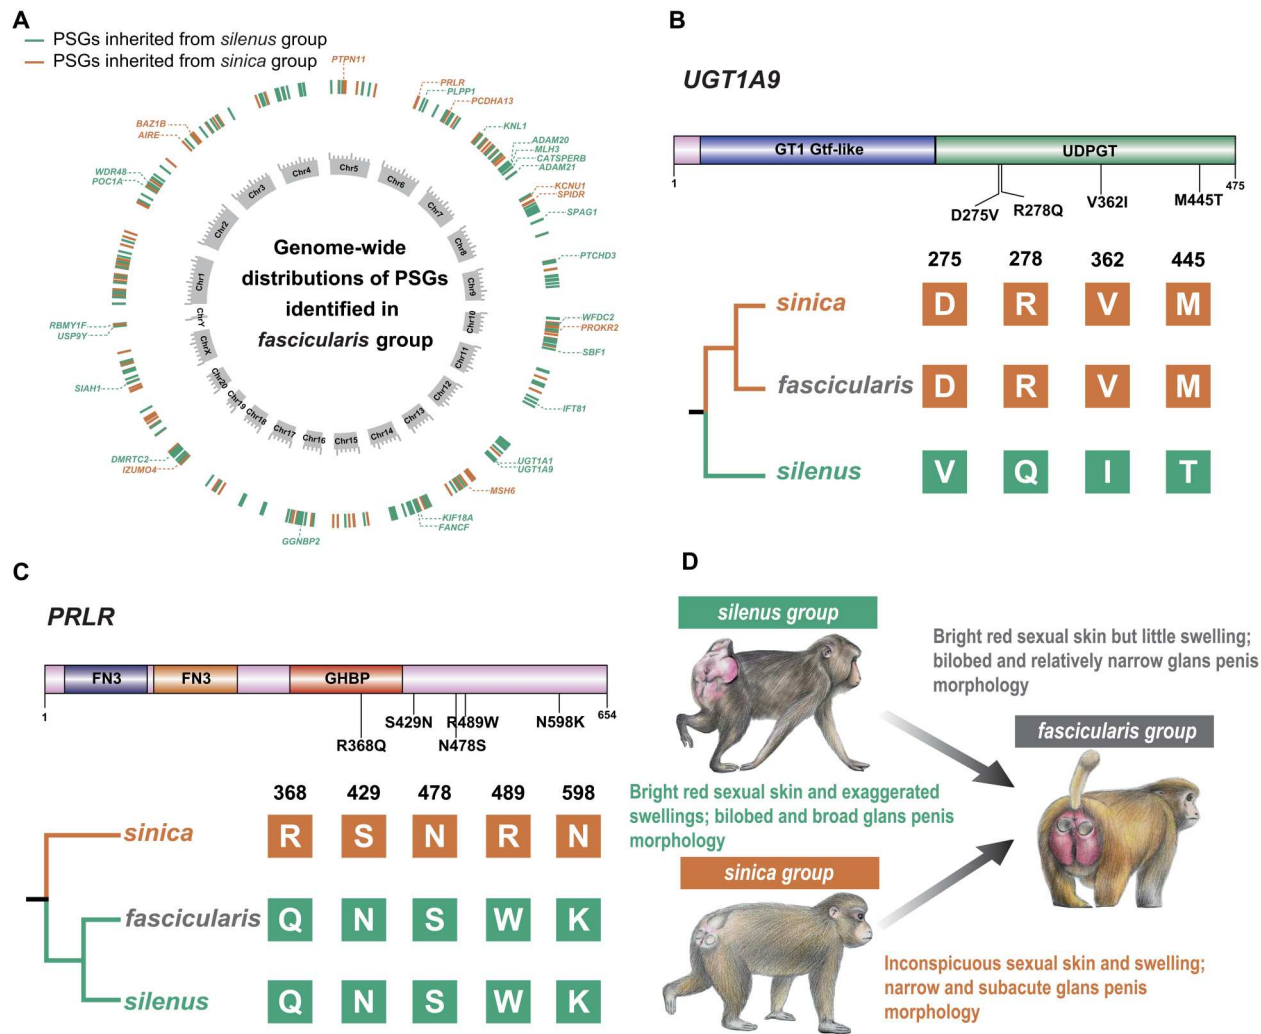 A
PSGs inherited from silenus group
PSGs inherited from sinica group
PTPN11
PRLR
PLPP1
PCDHA13
KNL1
ADAM20
MLH3
CATSPERB
ADAM21
KCNU1
SPIDR
SPAG1
PTCHD3
WFDC2
PROKR2
SBF1
IFT81
UGT1A1
UGT1A9
MSH6
KIF18A
FANCF
GGNBP2
DMRTC2
IZUMO4
SIAH1
RBMY1F
USP9Y
WDR48
POC1A
BAZ1B
AIRE
Chr1
Chr2
Chr3
Chr4
Chr5
Chr6
Chr7
Chr8
Chr9
Chr10
Chr11
Chr12
Chr13
Chr14
Chr15
Chr16
Chr17
Chr18
Chr19
Chr20
ChrX
ChrY
Genome-wide
distributions of PSGs
identified in
fascicularis group
B
UGT1A9
GT1 Gtf-like
UDPGT
1
475
D275V
R278Q
V362I
M445T
275 278 362 445
sinica D R V M
fascicularis D R V M
silenus V Q I T
C
PRLR
FN3
FN3
GHBP
1
654
S429N
R489W
N598K
R368Q
N478S
368 429 478 489 598
sinica R S N R N
fascicularis Q N S W K
silenus Q N S W K
D
silenus group
Bright red sexual skin but little swelling;
bilobed and relatively narrow glans penis
morphology
fascicularis group
Bright red sexual skin and exaggerated
swellings; bilobed and broad glans penis
morphology
sinica group
Inconspicuous sexual skin and swelling;
narrow and subacute glans penis
morphology